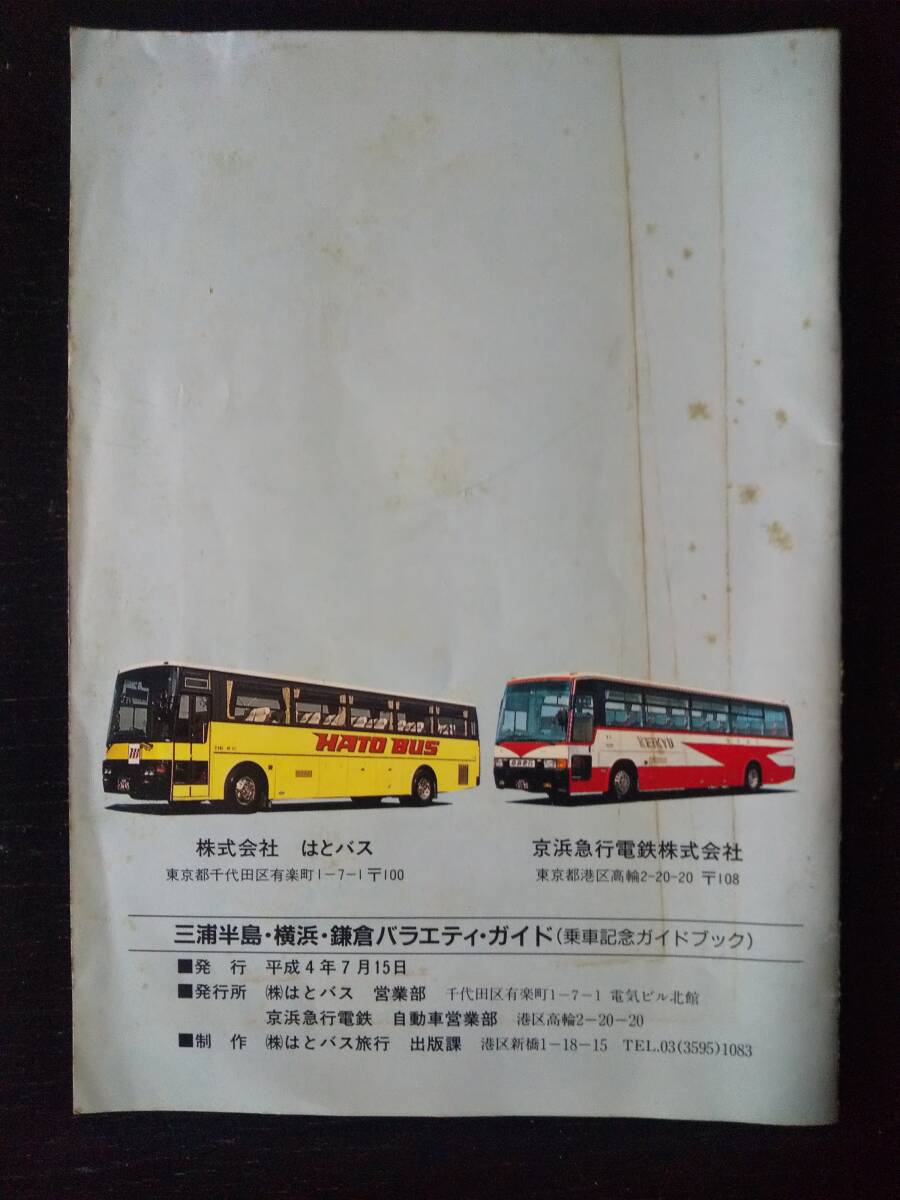 HATO BUS
KEIKYU
株式会社 はとバス
東京都千代田区有楽町1-7-1〒100
京浜急行電鉄株式会社
東京都港区高輪2-20-20 〒108
三浦半島・横浜・鎌倉バラエティ・ガイド(乗車記念ガイドブック)
■発 行 平成4年7月15日
■発行所 ㈱はとバス 営業部 千代田区有楽町1-7-1 電気ビル北館
京浜急行電鉄 自動車営業部 港区高輪2-20-20
■制 作 ㈱はとバス旅行 出版課 港区新橋1-18-15 TEL.03(3595)1083